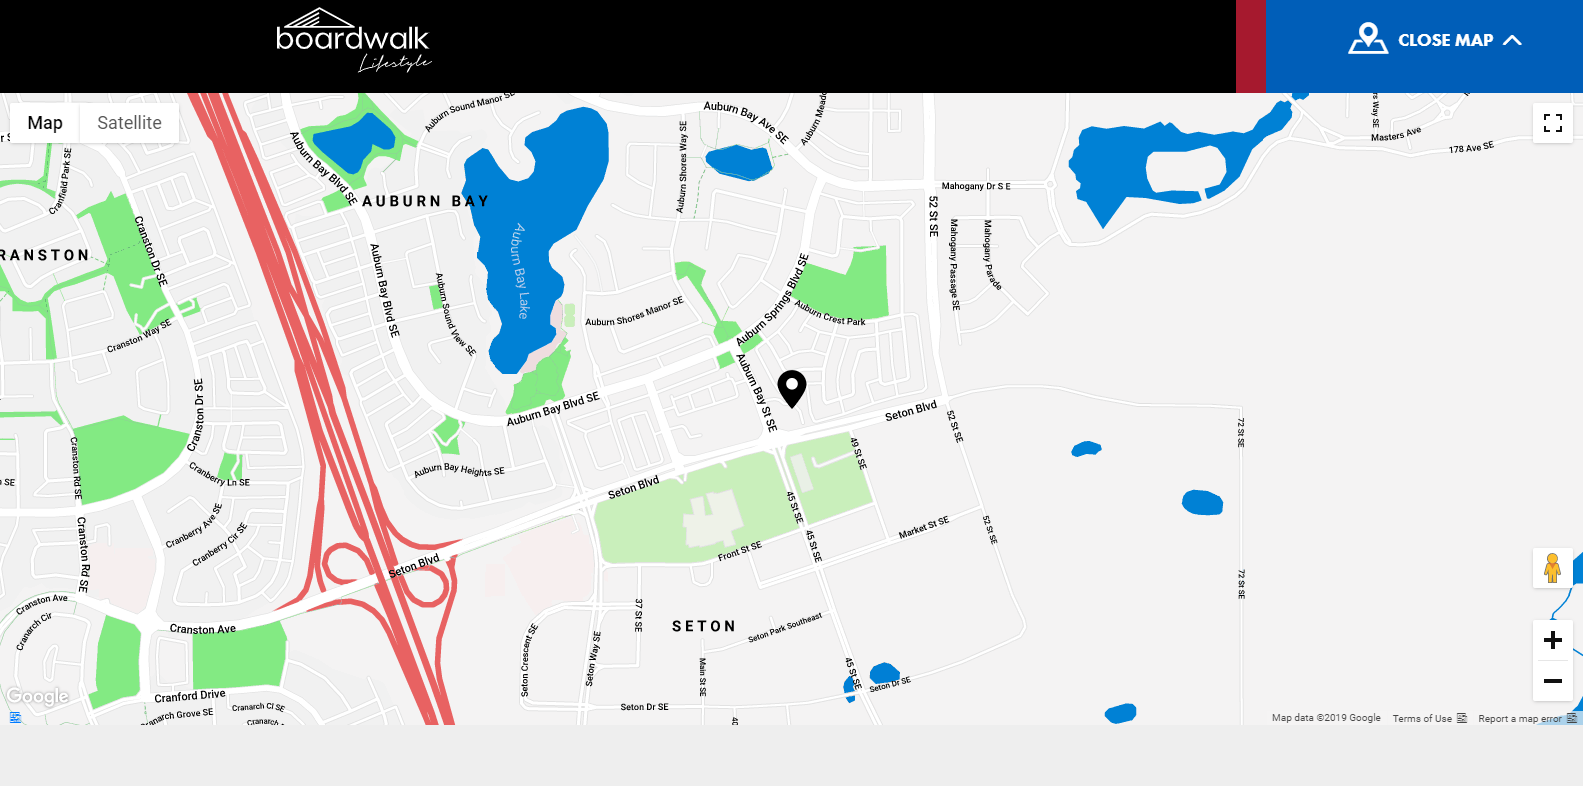 boardwalk
Lifestyle
CLOSE MAP
Map
Satellite
Auburn Sound Manor SE
Auburn Bay Ave SE
Masters Ave
178 Ave SE
Cranfield Park SE
Auburn Bay Blvd SE
Auburn Shores Way SE
Mahogany Dr S E
AUBURN BAY
52 St SE
Auburn Bay Lake
Cranston Dr SE
Mahogany Passage SE
Mahogany Parade
Auburn Bay Blvd SE
Auburn Sound View SE
Auburn Shores Manor SE
Auburn Springs Blvd SE
Auburn Crest Park
Cranston Way SE
Auburn Bay St SE
Cranston Dr SE
Auburn Bay Blvd SE
Seton Blvd
52 St SE
72 St SE
Cranston Rd SE
Cranberry Ln SE
Auburn Bay Heights SE
49 St SE
Seton Blvd
45 St SE
Cranberry Ave SE
Cranberry Cir SE
Market St SE
52 St SE
Cranston Rd SE
45 St SE
Front St SE
Seton Blvd
72 St SE
Cranston Ave
Cranarch Cir
37 St SE
Cranston Ave
SETON
Seton Park Southeast
Seton Crescent SE
Seton Way SE
Main St SE
45 St SE
Seton Dr SE
Google
Cranford Drive
Cranarch Cl SE
Seton Dr SE
Map data ©2019 Google
Terms of Use
Report a map error